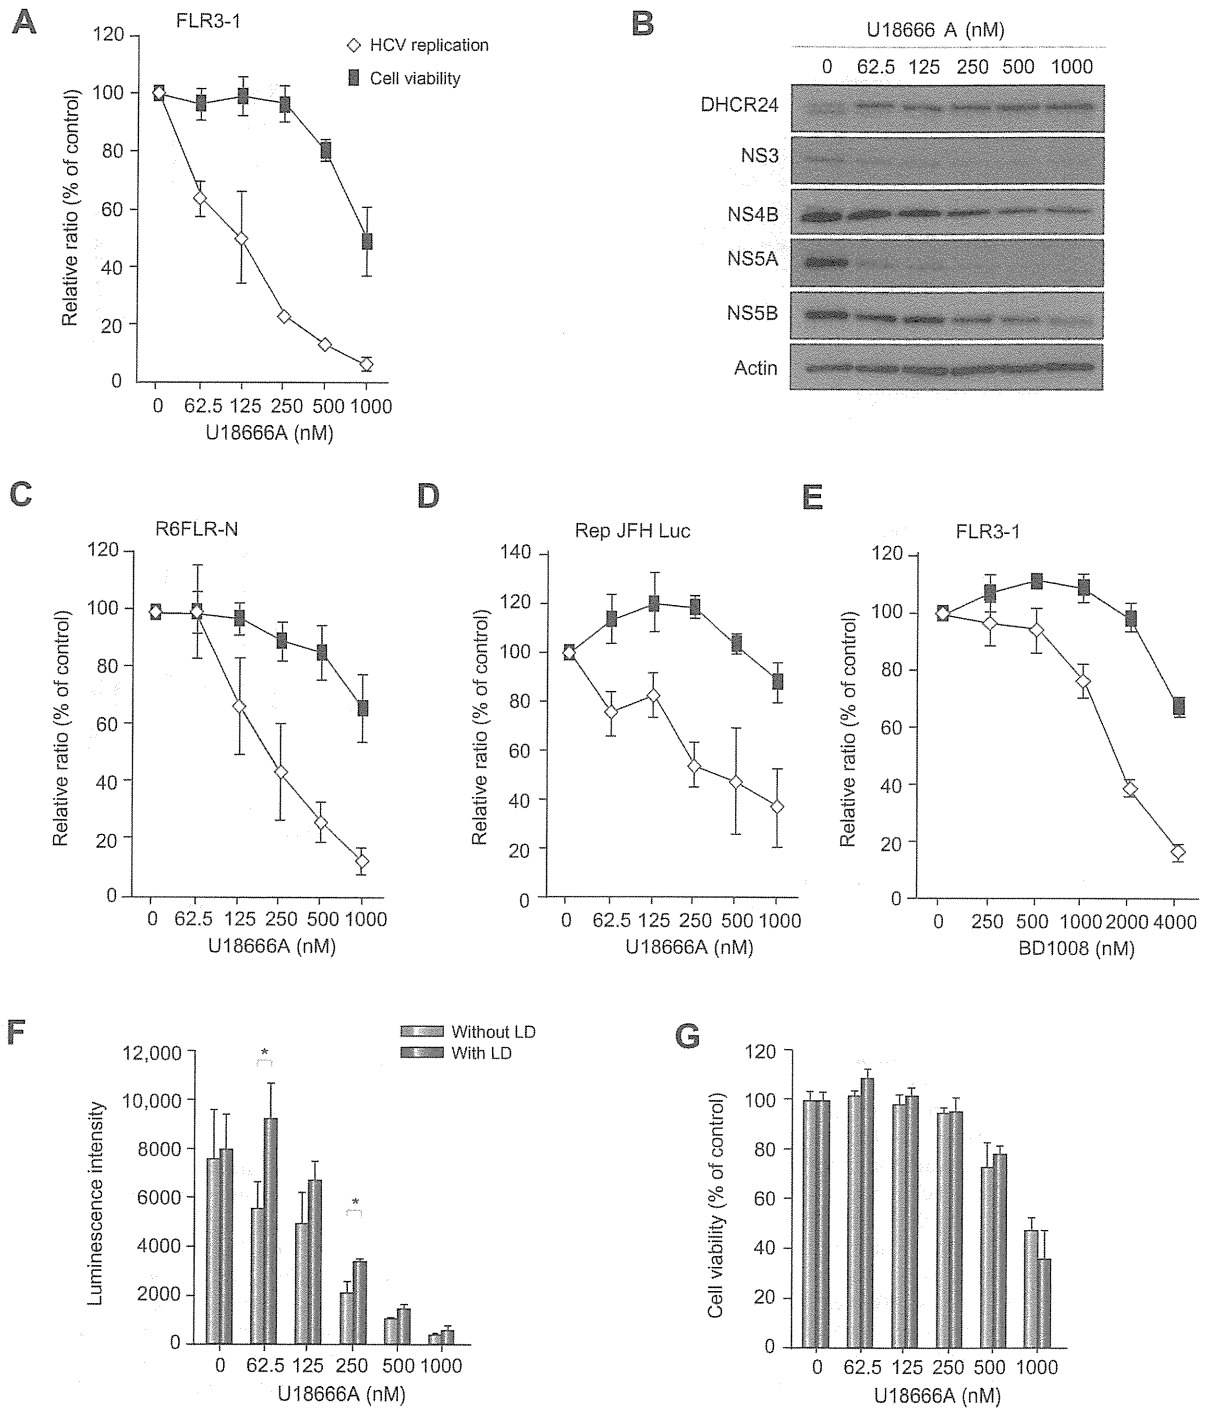 A
FLR3-1
HCV replication
Cell viability
120
100
80
60
40
20
0
Relative ratio (% of control)
0 62.5 125 250 500 1000
U18666A (nM)
B
U18666 A (nM)
0 62.5 125 250 500 1000
DHCR24
NS3
NS4B
NS5A
NS5B
Actin
C
R6FLR-N
120
100
80
60
40
20
0
Relative ratio (% of control)
0 62.5 125 250 500 1000
U18666A (nM)
D
Rep JFH Luc
140
120
100
80
60
40
20
0
Relative ratio (% of control)
0 62.5 125 250 500 1000
U18666A (nM)
E
FLR3-1
120
100
80
60
40
20
0
Relative ratio (% of control)
0 250 500 1000 2000 4000
BD1008 (nM)
F
Without LD
With LD
12,000
10,000
8000
6000
4000
2000
0
Luminescence intensity
*
*
0 62.5 125 250 500 1000
U18666A (nM)
G
120
100
80
60
40
20
0
Cell viability (% of control)
0 62.5 125 250 500 1000
U18666A (nM)